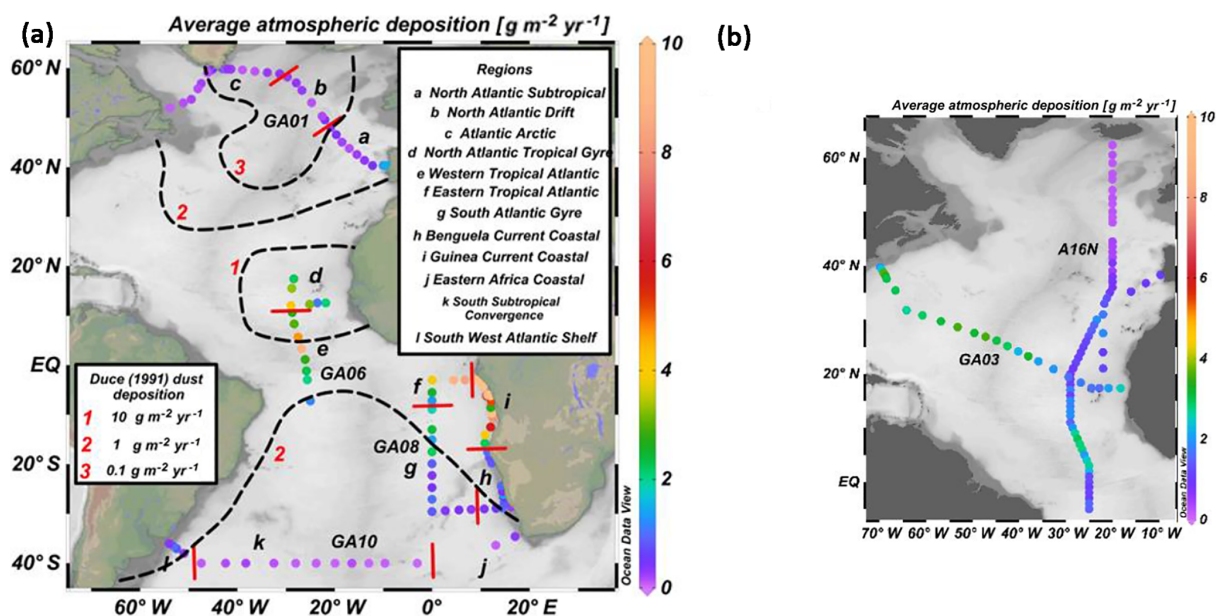 (a)
Average atmospheric deposition [g m-2 yr-1]
60° N
40° N
20° N
EQ
20° S
40° S
60° W
40° W
20° W
0°
20° E
10
8
6
4
2
0
c
b
GA01
a
3
2
1
d
e
GA06
f
i
GA08
2
g
h
k
GA10
l
j
Regions
a North Atlantic Subtropical
b North Atlantic Drift
c Atlantic Arctic
d North Atlantic Tropical Gyre
e Western Tropical Atlantic
f Eastern Tropical Atlantic
g South Atlantic Gyre
h Benguela Current Coastal
i Guinea Current Coastal
j Eastern Africa Coastal
k South Subtropical
Convergence
l South West Atlantic Shelf
Duce (1991) dust
deposition
1 10 g m-2 yr-1
2 1 g m-2 yr-1
3 0.1 g m-2 yr-1
Ocean Data View
(b)
Average atmospheric deposition [g m-2 yr-1]
60° N
40° N
20° N
EQ
70° W
60° W
50° W
40° W
30° W
20° W
10° W
10
8
6
4
2
0
A16N
GA03
Ocean Data View